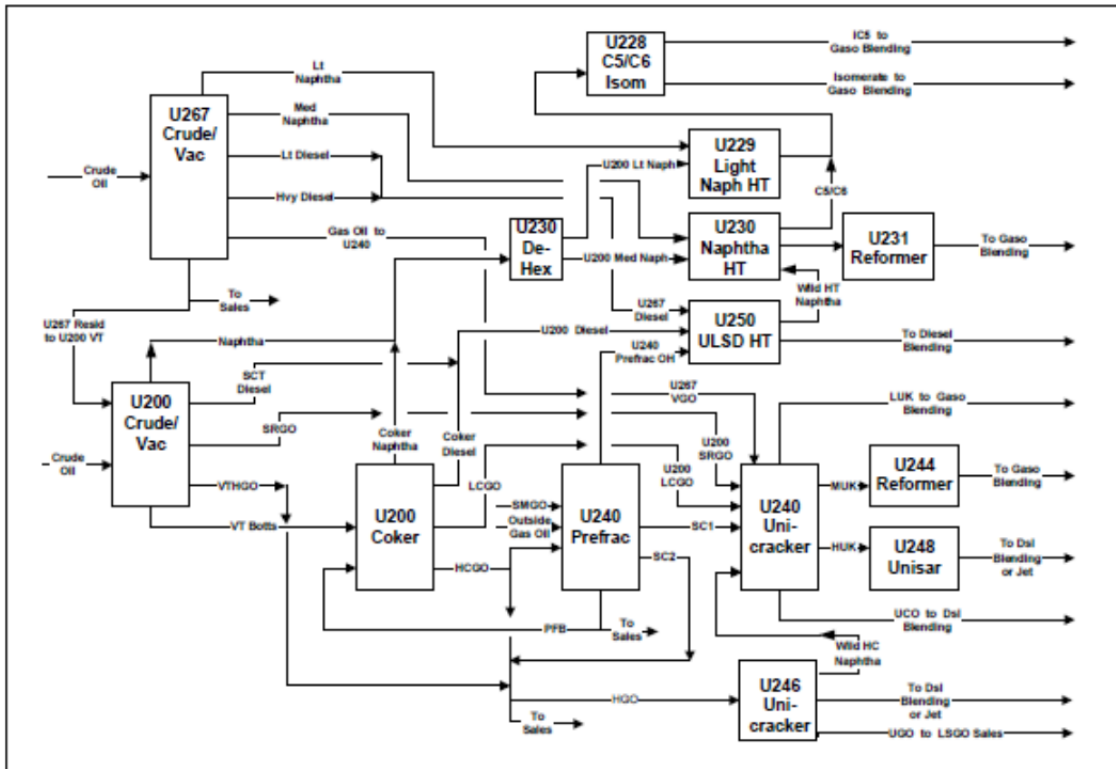 U228
C5/C6
Isom
IC5 to
Gaso Blending
Isomerate to
Gaso Blending
Lt
Naphtha
U267
Crude/
Vac
Med
Naphtha
Lt Diesel
Hvy Diesel
Gas Oil to
U240
Crude
Oil
U229
Light
Naph HT
U200 Lt Naph
C5/C6
U230
De-
Hex
U200 Med Naph
U230
Naphtha
HT
U231
Reformer
To Gaso
Blending
Wild HT
Naphtha
To
Sales
U267 Resid
to U200 VT
Naphtha
U267
Diesel
U200 Diesel
U250
ULSD HT
To Diesel
Blending
U240
Prefrac OH
SCT
Diesel
U200
Crude/
Vac
SRGO
Crude
Oil
VTHGO
VT Botts
Coker
Naphtha
Coker
Diesel
LCGO
U200
Coker
HCGO
SMGO
Outside
Gas Oil
U240
Prefrac
SC1
SC2
U267
VGO
U200
SRGO
U200
LCGO
U240
Uni-
cracker
LUK to Gaso
Blending
MUK
U244
Reformer
To Gaso
Blending
HUK
U248
Unisar
To Dsl
Blending
or Jet
UCO to Dsl
Blending
PFB
To
Sales
Wild HC
Naphtha
HGO
U246
Uni-
cracker
To Dsl
Blending
or Jet
UGO to LSGO Sales
To
Sales